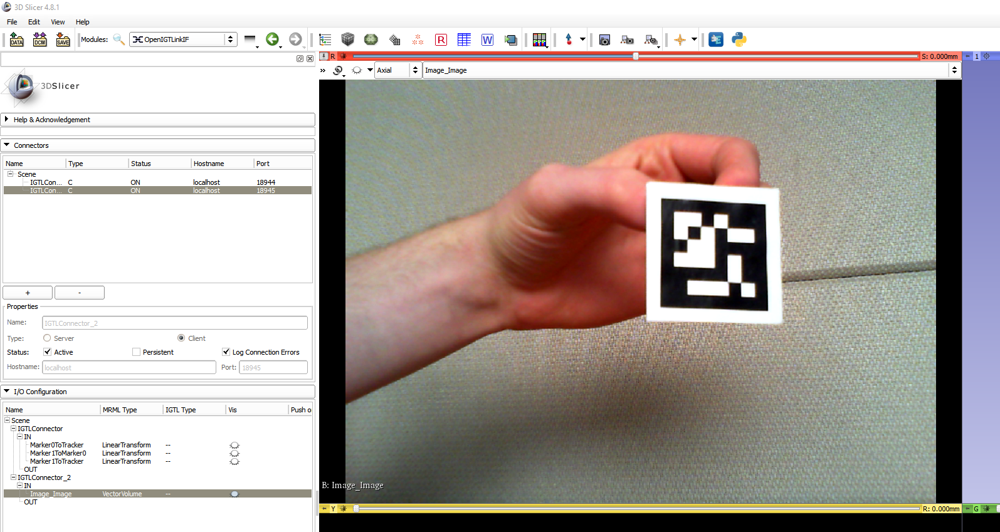 3D Slicer 4.8.1
File Edit View Help
DATA DCM SAVE Modules: OpenIGTLinkIF R W
R S: 0.000mm 1
Axial Image_Image
3DSlicer
Help & Acknowledgement
Connectors
Name Type Status Hostname Port
Scene
IGTLCon... C ON localhost 18944
IGTLCon... C ON localhost 18945
+ -
Properties
Name: IGTLConnector_2
Type: Server Client
Status: Active Persistent Log Connection Errors
Hostname: localhost Port: 18945
I/O Configuration
Name MRML Type IGTL Type Vis Push o
Scene
IGTLConnector
IN
Marker0ToTracker LinearTransform --
Marker1ToMarker0 LinearTransform --
Marker1ToTracker LinearTransform --
OUT
IGTLConnector_2
IN
Image_Image VectorVolume --
OUT
B: Image_Image
Y R: 0.000mm G